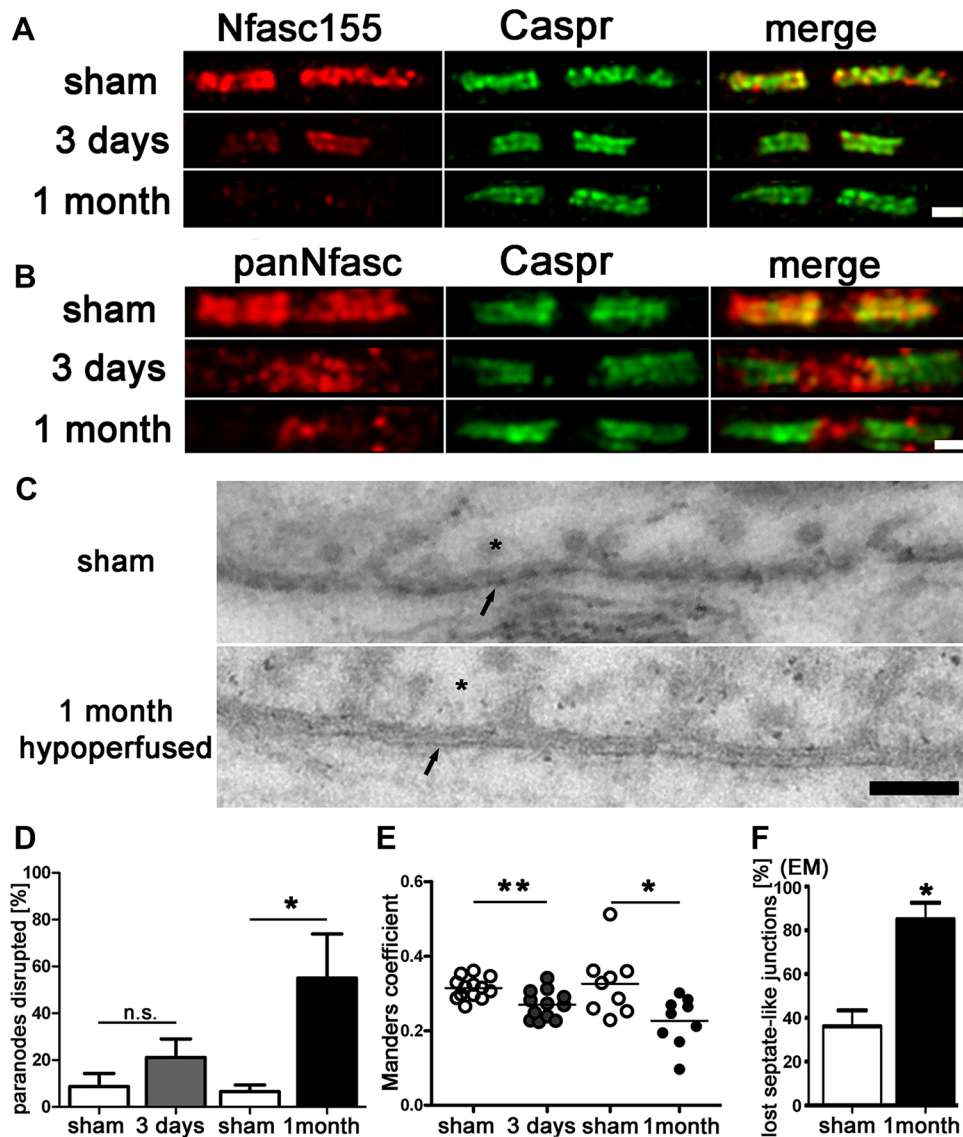 A
Nfasc155 Caspr merge
sham
3 days
1 month
B
panNfasc Caspr merge
sham
3 days
1 month
C
sham
*
1 month
hypoperfused
*
D
paranodes disrupted [%]
100
80
60
40
20
0
n.s.
*
sham 3 days sham 1month
E
Manders coefficient
0.6
0.4
0.2
0.0
** *
sham 3 days sham 1month
F
lost septate-like junctions [%] (EM)
100
80
60
40
20
0
*
sham 1month